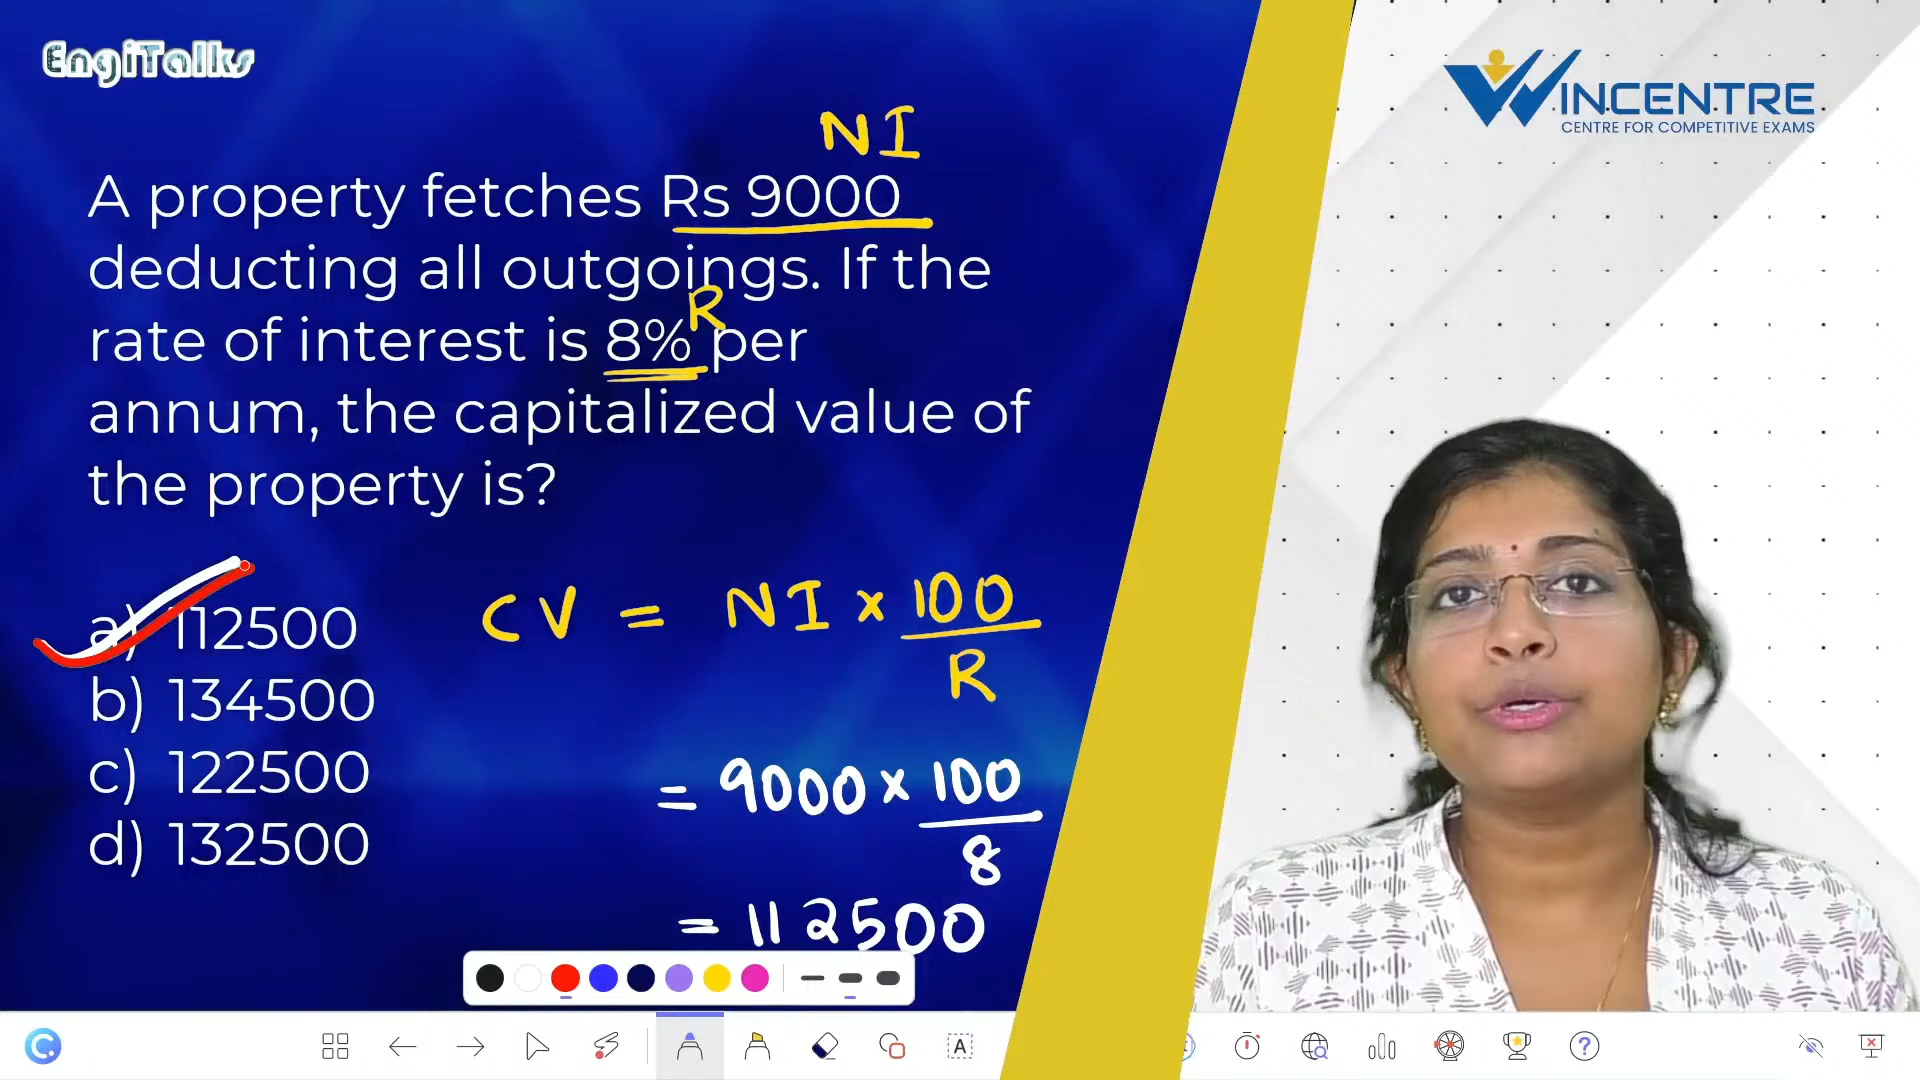 EngiTalks
WINCENTRE
CENTRE FOR COMPETITIVE EXAMS
NI
A property fetches Rs 9000
deducting all outgoings. If the
R
rate of interest is 8% per
annum, the capitalized value of
the property is?
a) 112500
b) 134500
c) 122500
d) 132500
CV = NI × 100
R
= 9000 × 100
8
= 112500
C
A
?